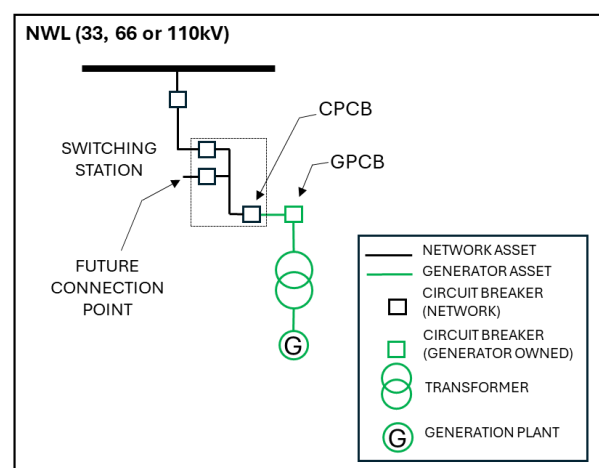 NWL (33, 66 or 110kV)
CPCB
SWITCHING
STATION
GPCB
FUTURE
CONNECTION
POINT
G
NETWORK ASSET
GENERATOR ASSET
CIRCUIT BREAKER
(NETWORK)
CIRCUIT BREAKER
(GENERATOR OWNED)
TRANSFORMER
G GENERATION PLANT